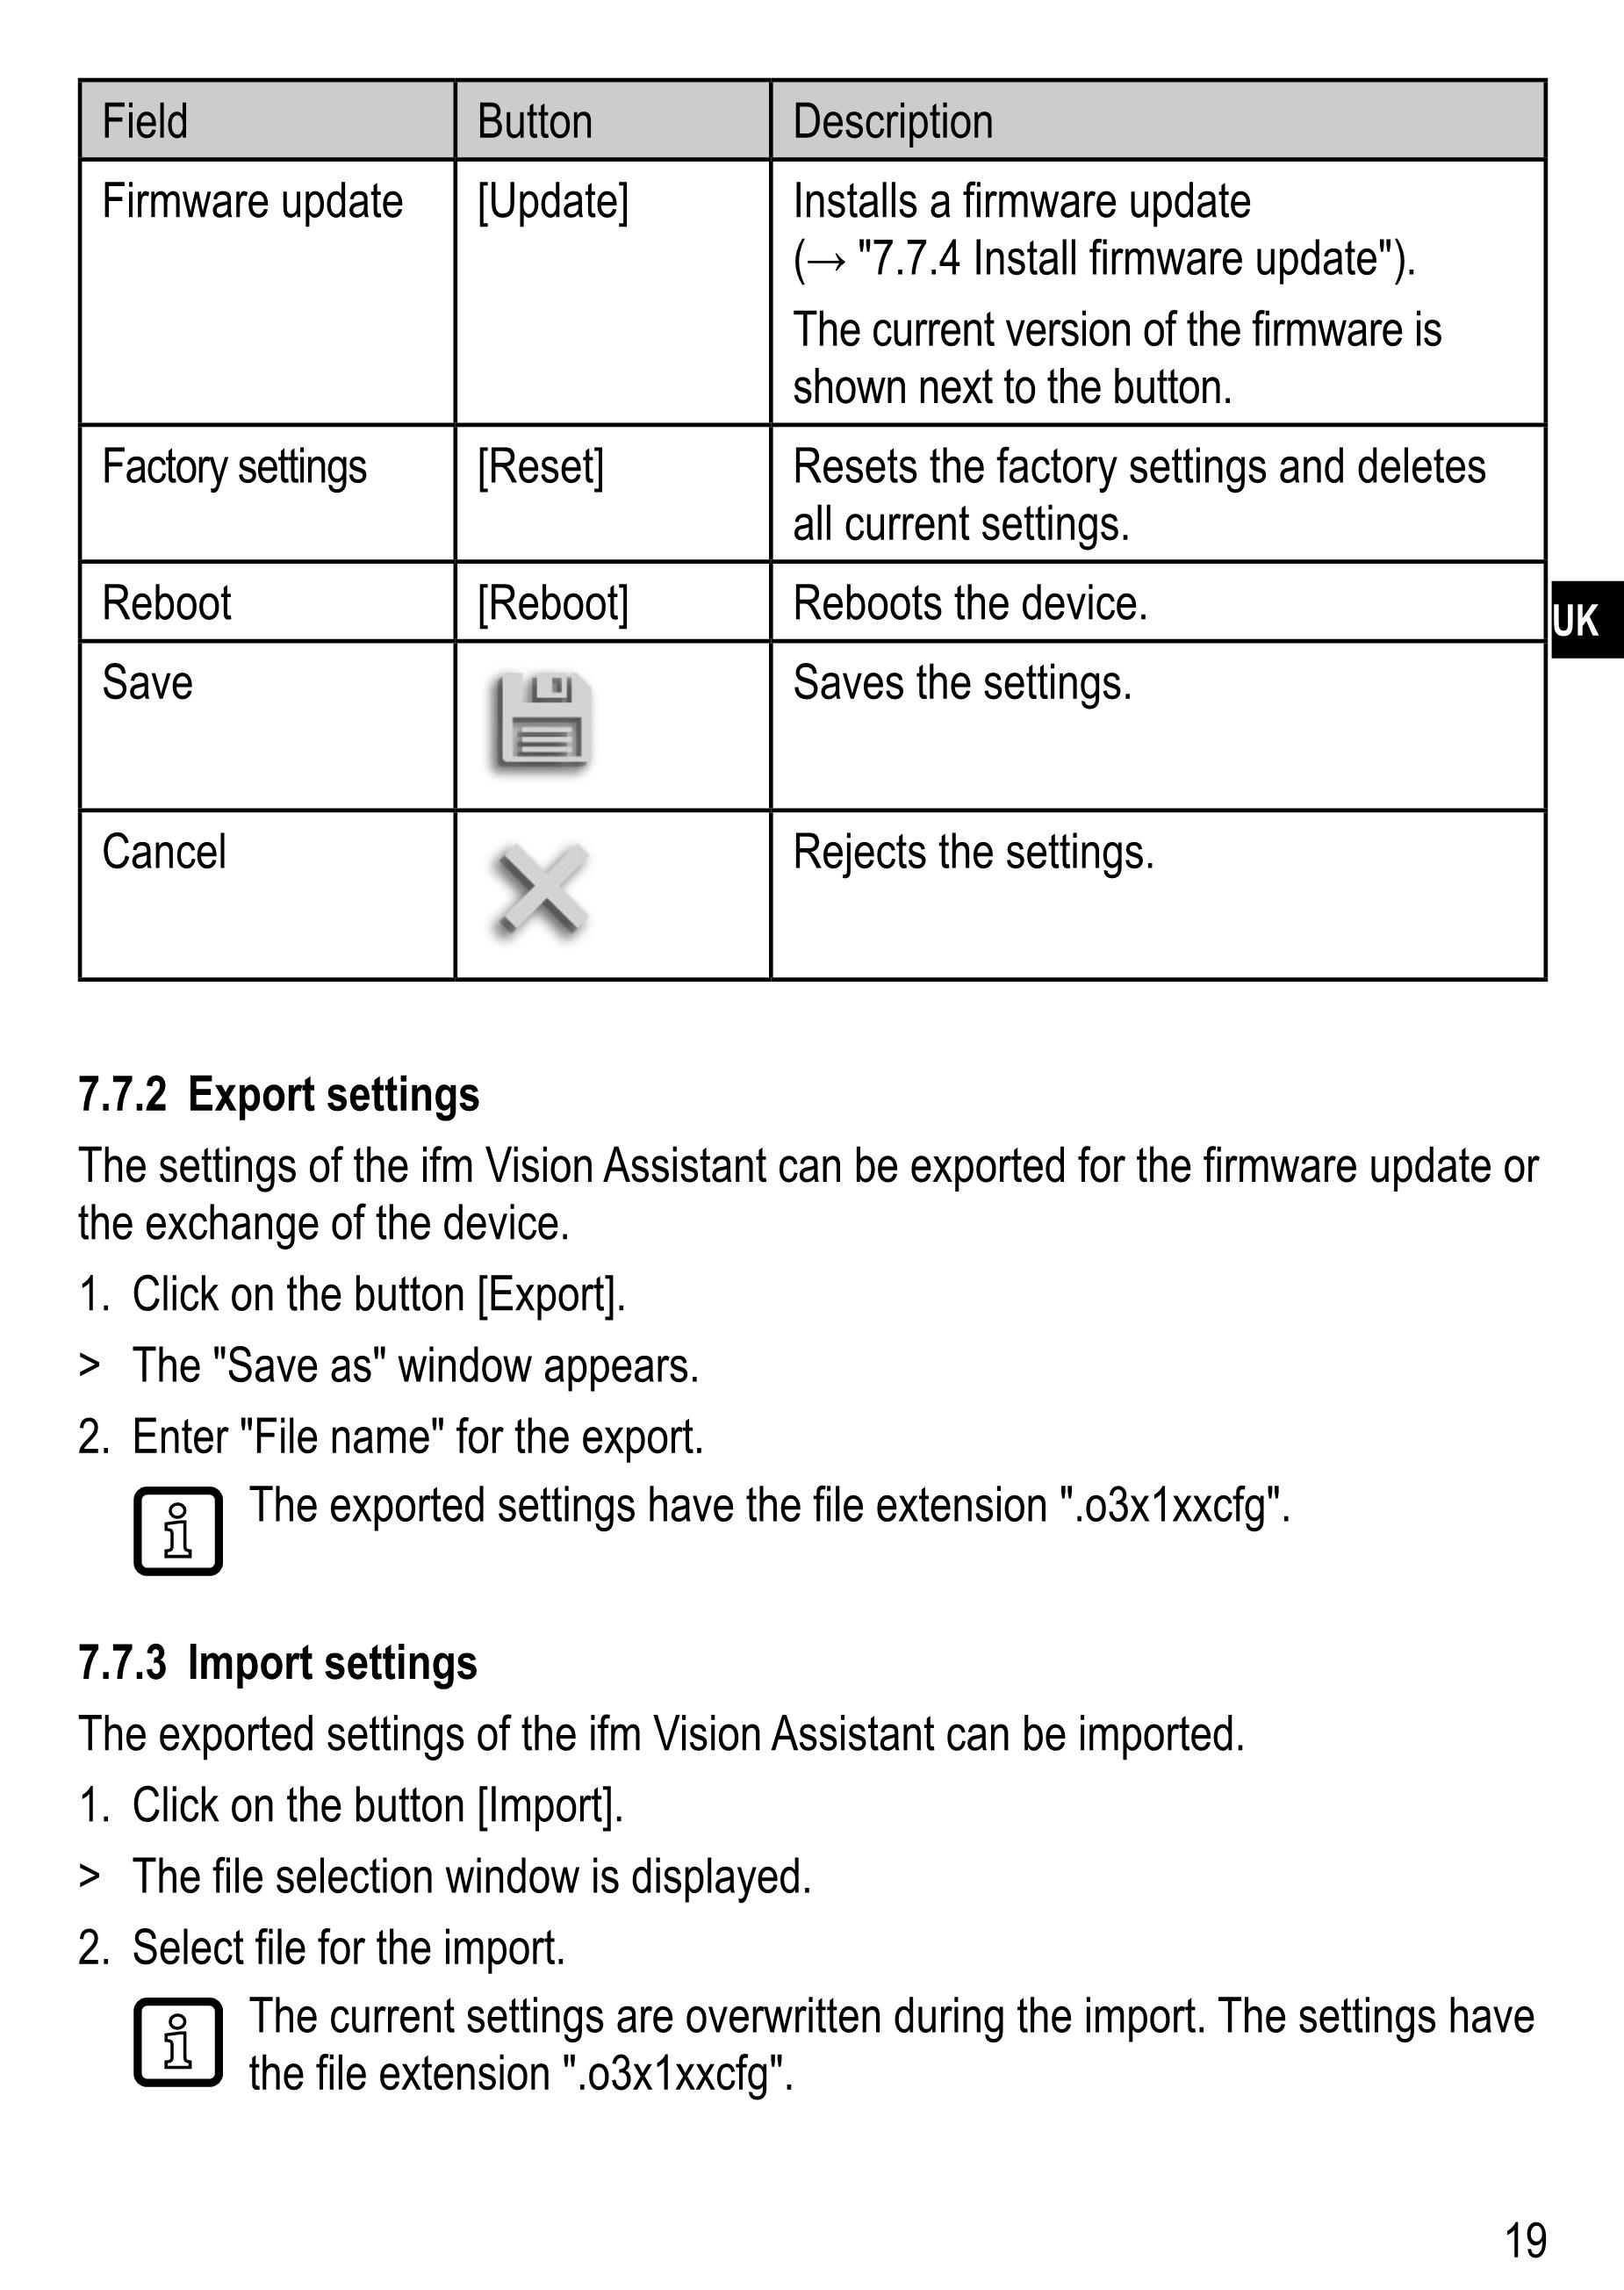 Field Button Description
Firmware update [Update] Installs a firmware update
(→ "7.7.4 Install firmware update").
The current version of the firmware is
shown next to the button.
Factory settings [Reset] Resets the factory settings and deletes
all current settings.
Reboot [Reboot] Reboots the device.
UK
Save Saves the settings.
Cancel Rejects the settings.
7.7.2 Export settings
The settings of the ifm Vision Assistant can be exported for the firmware update or
the exchange of the device.
1. Click on the button [Export].
> The "Save as" window appears.
2. Enter "File name" for the export.
The exported settings have the file extension ".o3x1xxcfg".
7.7.3 Import settings
The exported settings of the ifm Vision Assistant can be imported.
1. Click on the button [Import].
> The file selection window is displayed.
2. Select file for the import.
The current settings are overwritten during the import. The settings have
the file extension ".o3x1xxcfg".
19